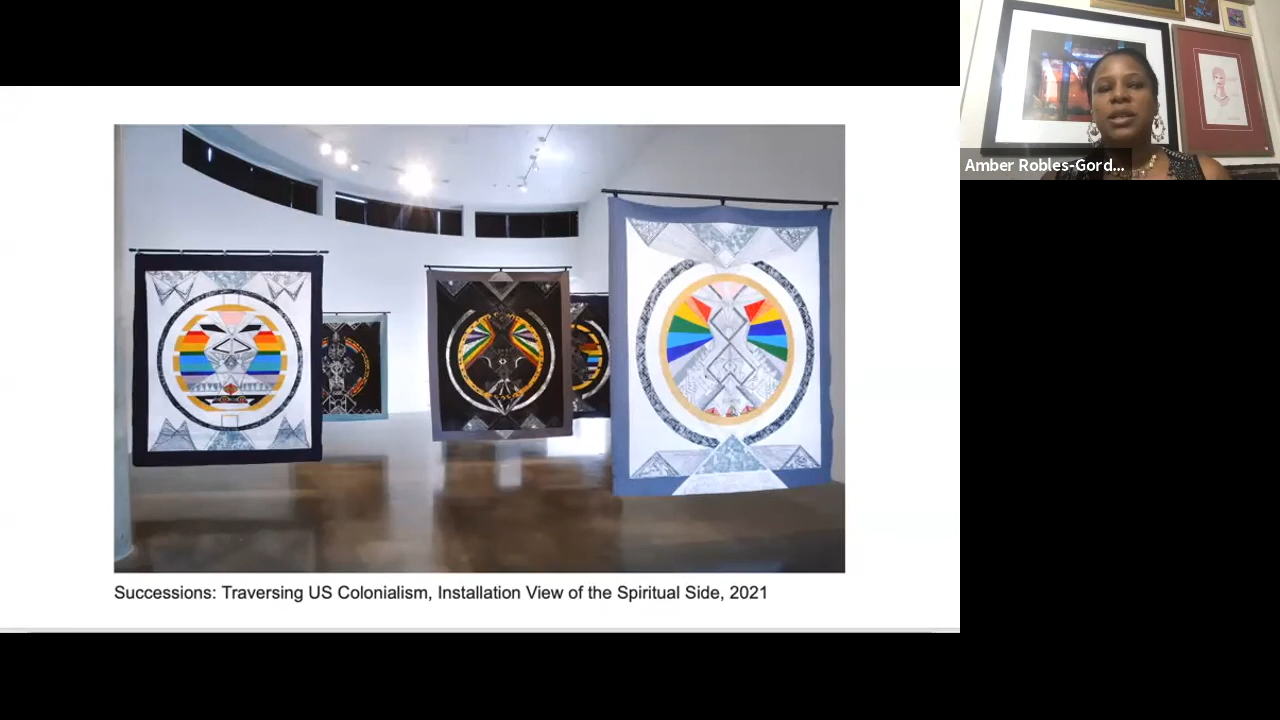 Amber Robles-Gord...
Successions: Traversing US Colonialism, Installation View of the Spiritual Side, 2021